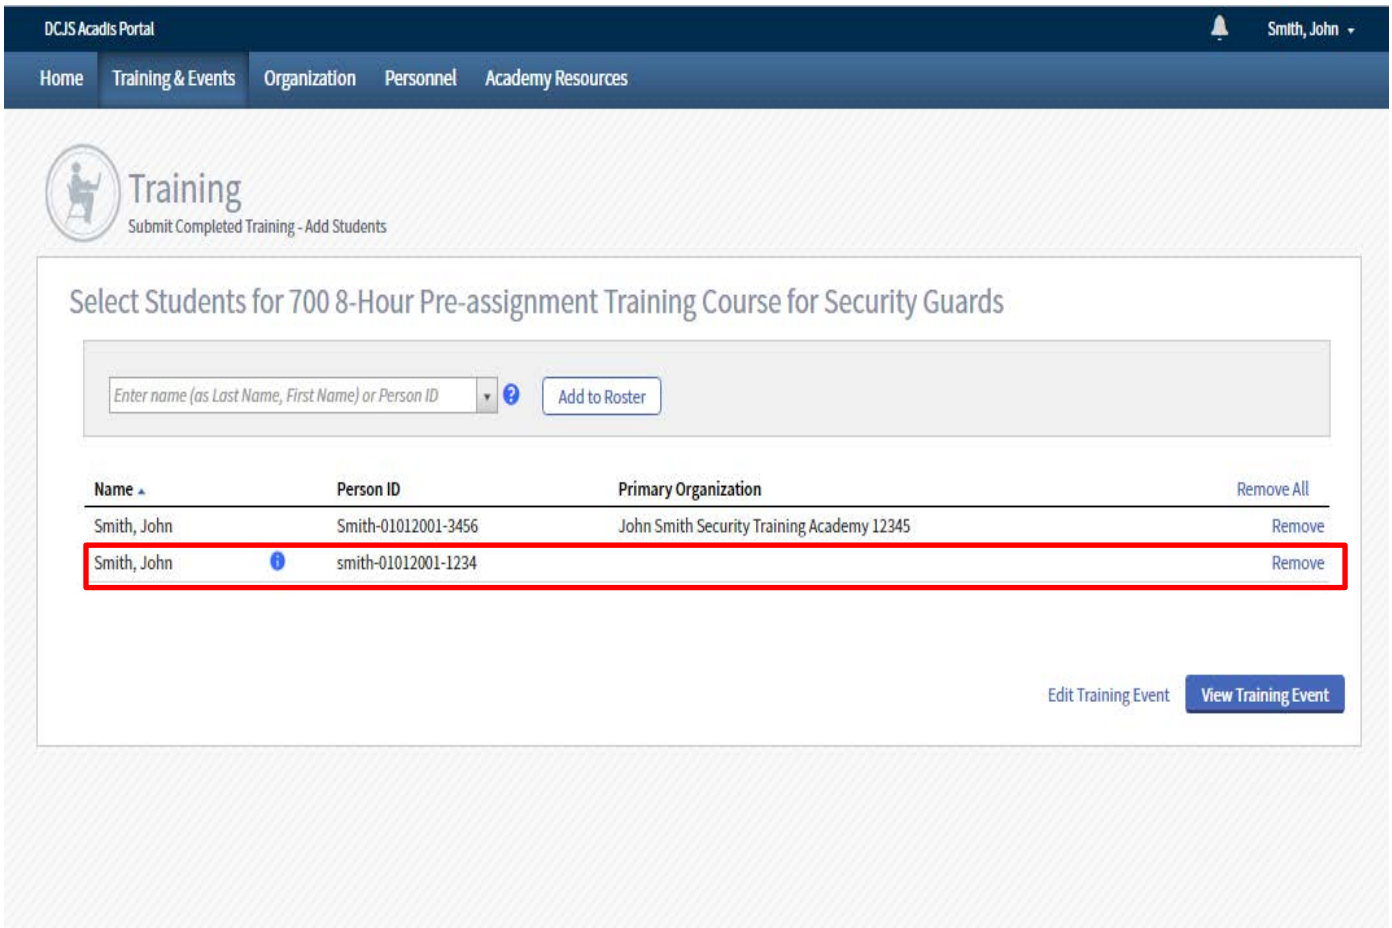 DCJS Acadis Portal
Smith, John
Home Training & Events Organization Personnel Academy Resources
Training
Submit Completed Training - Add Students
Select Students for 700 8-Hour Pre-assignment Training Course for Security Guards
Enter name (as Last Name, First Name) or Person ID
Add to Roster
Name Person ID Primary Organization Remove All
Smith, John Smith-01012001-3456 John Smith Security Training Academy 12345 Remove
Smith, John smith-01012001-1234 Remove
Edit Training Event View Training Event